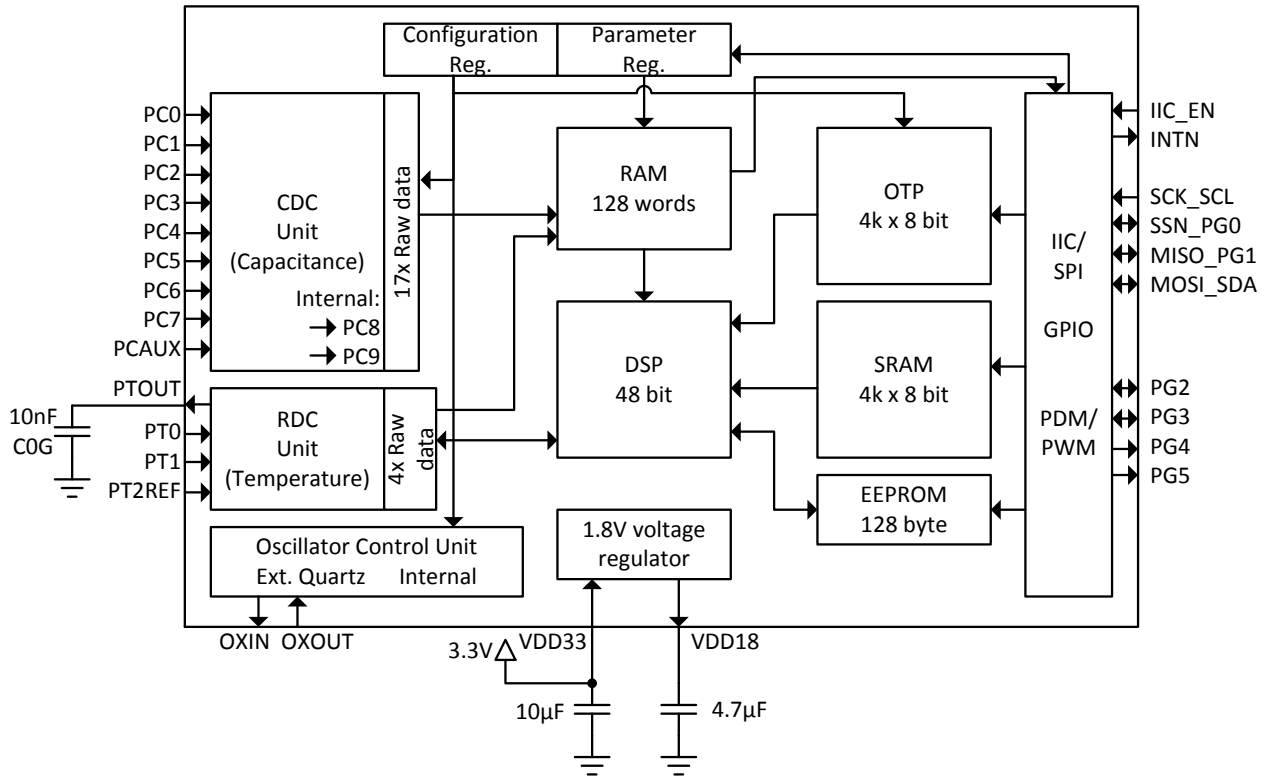 Configuration
Reg.
Parameter
Reg.
PC0
PC1
PC2
PC3
PC4
PC5
PC6
PC7
PCAUX
CDC
Unit
(Capacitance)
Internal:
PC8
PC9
17x Raw data
RAM
128 words
OTP
4k x 8 bit
IIC/
SPI
GPIO
PDM/
PWM
IIC_EN
INTN
SCK_SCL
SSN_PG0
MISO_PG1
MOSI_SDA
PG2
PG3
PG4
PG5
DSP
48 bit
SRAM
4k x 8 bit
EEPROM
128 byte
PTOUT
10nF
C0G
PT0
PT1
PT2REF
RDC
Unit
(Temperature)
4x Raw
data
Oscillator Control Unit
Ext. Quartz Internal
1.8V voltage
regulator
OXIN OXOUT
3.3V
VDD33
VDD18
10µF
4.7µF